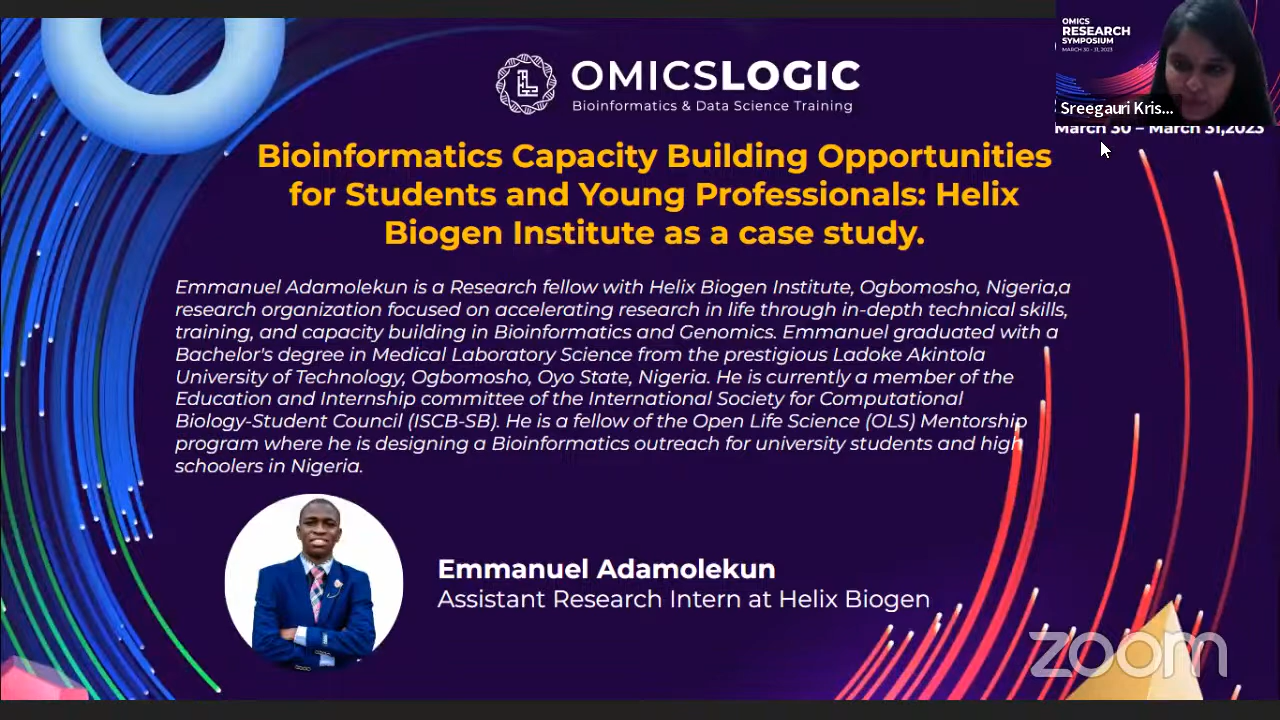 OMICSLOGIC
Bioinformatics & Data Science Training
OMICS
RESEARCH
SYMPOSIUM
MARCH 30 - 31, 2023
Sreegauri Kris...
March 30 – March 31,2023
Bioinformatics Capacity Building Opportunities
for Students and Young Professionals: Helix
Biogen Institute as a case study.
Emmanuel Adamolekun is a Research fellow with Helix Biogen Institute, Ogbomosho, Nigeria,a
research organization focused on accelerating research in life through in-depth technical skills,
training, and capacity building in Bioinformatics and Genomics. Emmanuel graduated with a
Bachelor's degree in Medical Laboratory Science from the prestigious Ladoke Akintola
University of Technology, Ogbomosho, Oyo State, Nigeria. He is currently a member of the
Education and Internship committee of the International Society for Computational
Biology-Student Council (ISCB-SB). He is a fellow of the Open Life Science (OLS) Mentorship
program where he is designing a Bioinformatics outreach for university students and high
schoolers in Nigeria.
Emmanuel Adamolekun
Assistant Research Intern at Helix Biogen
zoom